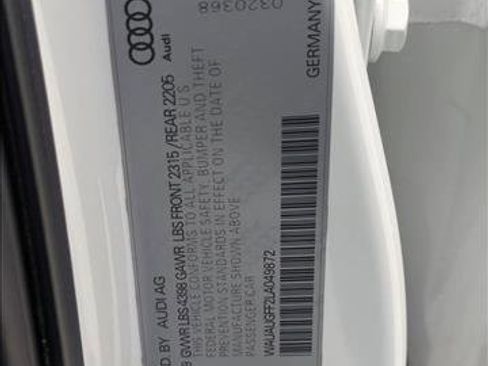 0320368
Audi
GERMANY
D. BY AUDI AG
9 GVWR LBS 4398 GAWR LBS FRONT 2315 / REAR 2205
THIS VEHICLE CONFORMS TO ALL APPLICABLE U S
FEDERAL MOTOR VEHICLE SAFETY, BUMPER AND THEFT
PREVENTION STANDARDS IN EFFECT ON THE DATE OF
MANUFACTURE SHOWN ABOVE
PASSENGER CAR
WAUAUGFF2LA049872